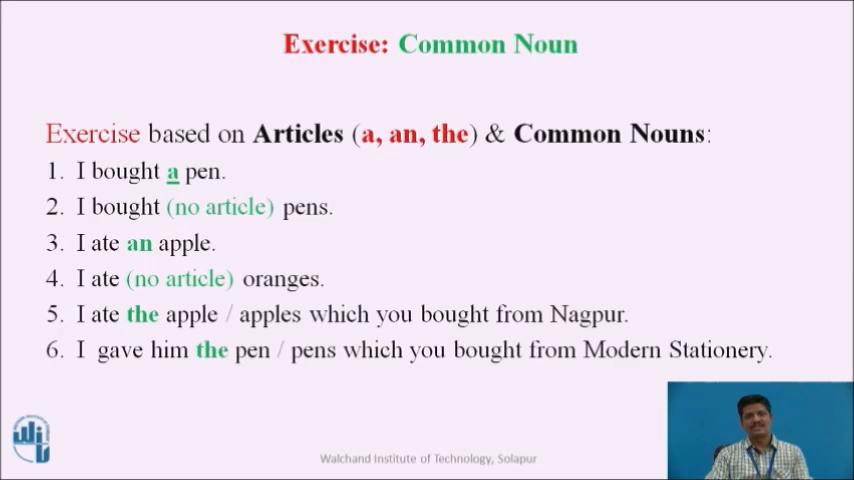 Exercise: Common Noun
Exercise based on Articles (a, an, the) & Common Nouns:
1. I bought a pen.
2. I bought (no article) pens.
3. I ate an apple.
4. I ate (no article) oranges.
5. I ate the apple / apples which you bought from Nagpur.
6. I gave him the pen / pens which you bought from Modern Stationery.
Walchand Institute of Technology, Solapur